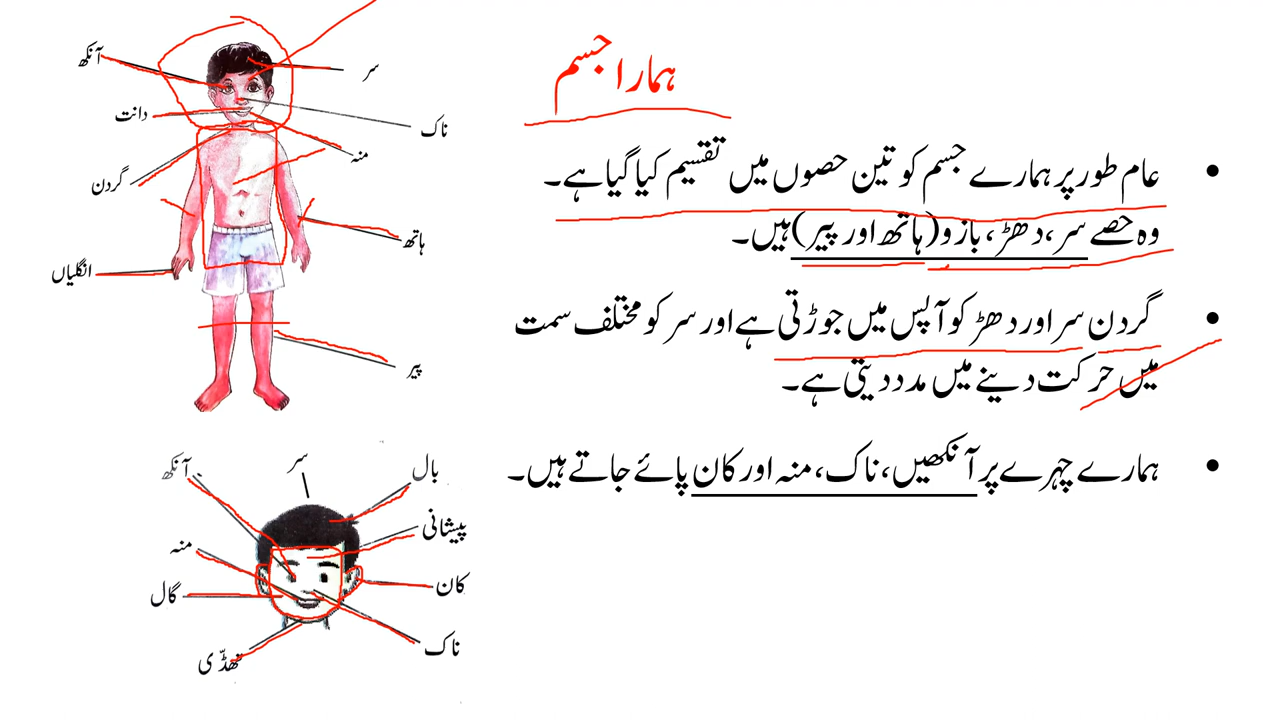 ہمارا جسم
• عام طور پر ہمارے جسم کو تین حصوں میں تقسیم کیا گیا ہے۔
وہ حصے سر، دھڑ، بازو (ہاتھ اور پیر) ہیں۔
• گردن سر اور دھڑ کو آپس میں جوڑتی ہے اور سر کو مختلف سمت
میں حرکت دینے میں مدد دیتی ہے۔
• ہمارے چہرے پر آنکھیں، ناک، منہ اور کان پائے جاتے ہیں۔
آنکھ
سر
دانت
ناک
منہ
گردن
ہاتھ
انگلیاں
پیر
سر
بال
آنکھ
پیشانی
منہ
کان
گال
ناک
ٹھڈّی